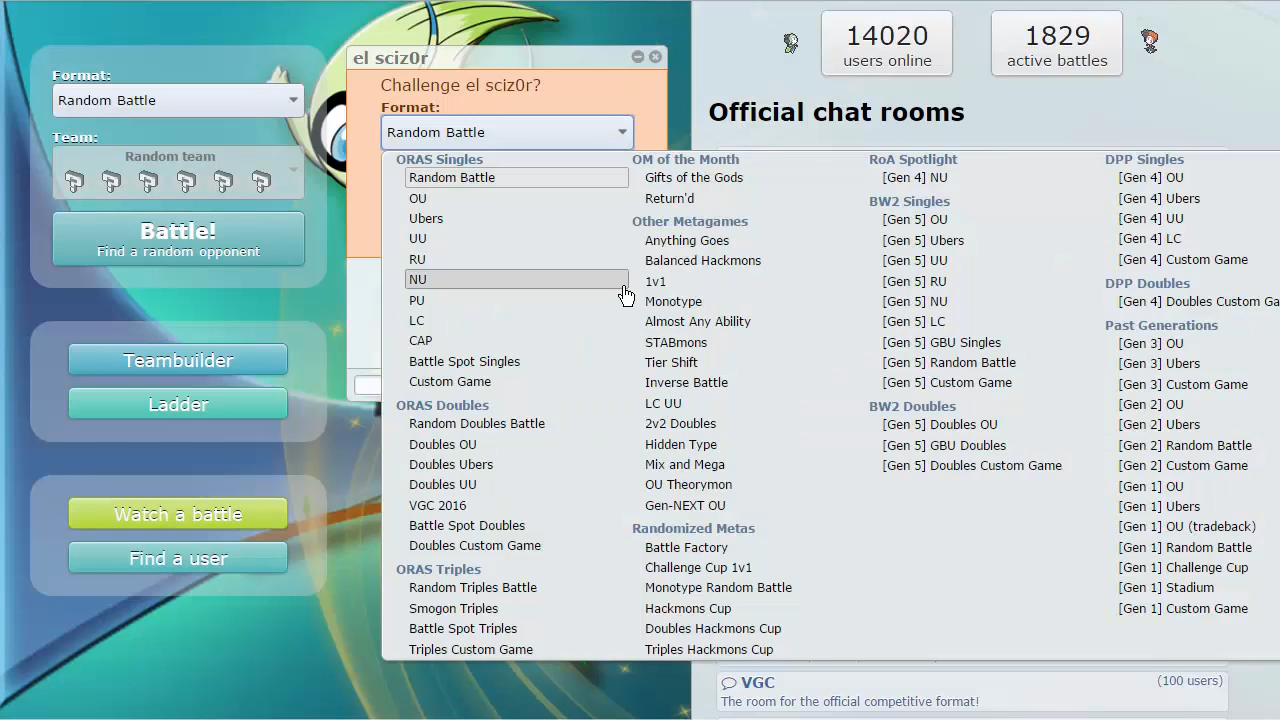 Format:
Random Battle
Team:
Random team
Battle!
Find a random opponent
Teambuilder
Ladder
Watch a battle
Find a user
el sciz0r
Challenge el sciz0r?
Format:
Random Battle
ORAS Singles
Random Battle
OU
Ubers
UU
RU
NU
PU
LC
CAP
Battle Spot Singles
Custom Game
ORAS Doubles
Random Doubles Battle
Doubles OU
Doubles Ubers
Doubles UU
VGC 2016
Battle Spot Doubles
Doubles Custom Game
ORAS Triples
Random Triples Battle
Smogon Triples
Battle Spot Triples
Triples Custom Game
OM of the Month
Gifts of the Gods
Return'd
Other Metagames
Anything Goes
Balanced Hackmons
1v1
Monotype
Almost Any Ability
STABmons
Tier Shift
Inverse Battle
LC UU
2v2 Doubles
Hidden Type
Mix and Mega
OU Theorymon
Gen-NEXT OU
Randomized Metas
Battle Factory
Challenge Cup 1v1
Monotype Random Battle
Hackmons Cup
Doubles Hackmons Cup
Triples Hackmons Cup
RoA Spotlight
[Gen 4] NU
BW2 Singles
[Gen 5] OU
[Gen 5] Ubers
[Gen 5] UU
[Gen 5] RU
[Gen 5] NU
[Gen 5] LC
[Gen 5] GBU Singles
[Gen 5] Random Battle
[Gen 5] Custom Game
BW2 Doubles
[Gen 5] Doubles OU
[Gen 5] GBU Doubles
[Gen 5] Doubles Custom Game
DPP Singles
[Gen 4] OU
[Gen 4] Ubers
[Gen 4] UU
[Gen 4] LC
[Gen 4] Custom Game
DPP Doubles
[Gen 4] Doubles Custom Ga
Past Generations
[Gen 3] OU
[Gen 3] Ubers
[Gen 3] Custom Game
[Gen 2] OU
[Gen 2] Ubers
[Gen 2] Random Battle
[Gen 2] Custom Game
[Gen 1] OU
[Gen 1] Ubers
[Gen 1] OU (tradeback)
[Gen 1] Random Battle
[Gen 1] Challenge Cup
[Gen 1] Stadium
[Gen 1] Custom Game
14020
users online
1829
active battles
Official chat rooms
VGC
(100 users)
The room for the official competitive format!